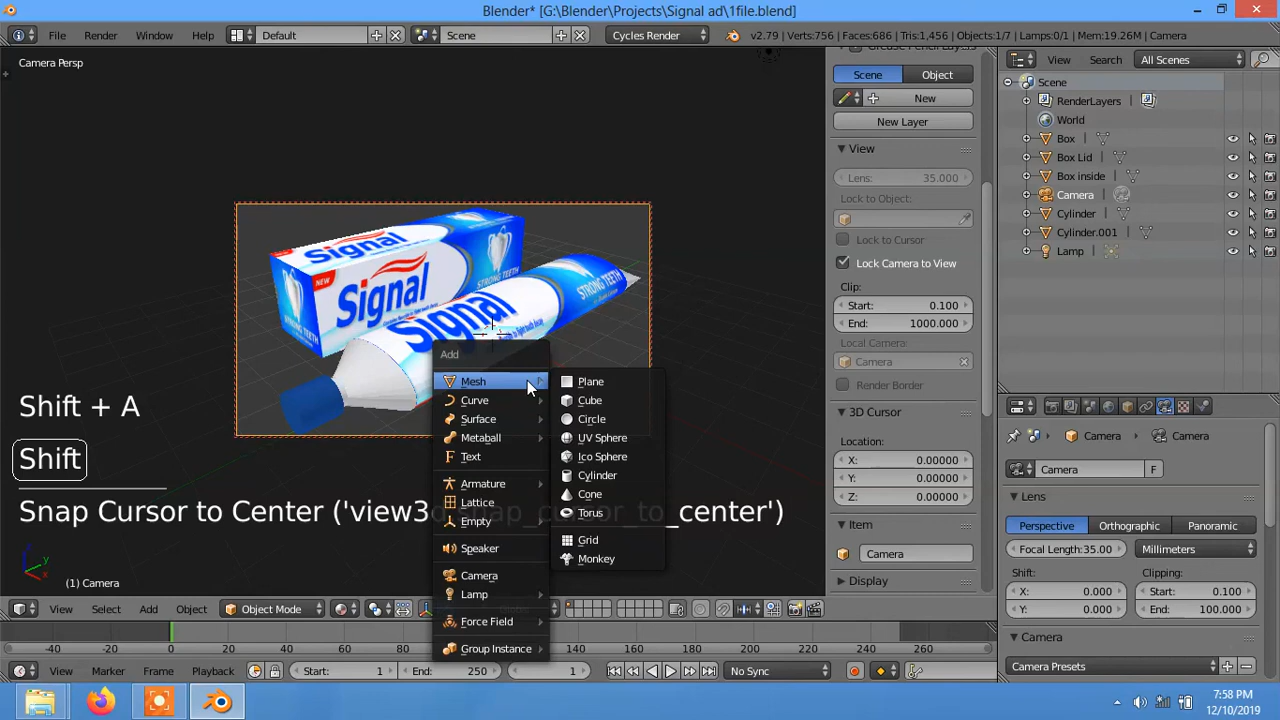 Blender* [G:\Blender\Projects\Signal ad\1file.blend]
File Render Window Help Default Scene Cycles Render v2.79 | Verts:756 | Faces:686 | Tris:1,456 | Objects:1/7 | Lamps:0/1 | Mem:19.26M | Camera
Camera Persp
Signal
NEW
Signal
STRONG TEETH
NEW
Signal
STRONG TEETH
Shift + A
Shift
Snap Cursor to Center ('view3d.snap_cursor_to_center')
(1) Camera
Add
Mesh
Curve
Surface
Metaball
Text
Armature
Lattice
Empty
Speaker
Camera
Lamp
Force Field
Group Instance
Plane
Cube
Circle
UV Sphere
Ico Sphere
Cylinder
Cone
Torus
Grid
Monkey
Scene Object
New
New Layer
View
Lens: 35.000
Lock to Object:
Lock to Cursor
Lock Camera to View
Clip:
Start: 0.100
End: 1000.000
Local Camera:
Camera
Render Border
3D Cursor
Location:
X: 0.00000
Y: 0.00000
Z: 0.00000
Item
Camera
Display
View Search All Scenes
Scene
RenderLayers |
World
Box |
Box Lid |
Box inside |
Camera |
Cylinder |
Cylinder.001 |
Lamp |
Camera Camera
Camera F
Lens
Perspective Orthographic Panoramic
Focal Length:35.00 Millimeters
Shift: Clipping:
X: 0.000 Start: 0.100
Y: 0.000 End: 100.000
Camera
Camera Presets
View Select Add Object Object Mode
-40 -20 0 20 40 60 80 100 120 140 160 180 200 220 240 260
View Marker Frame Playback Start: 1 End: 250 1 No Sync
7:58 PM
12/10/2019